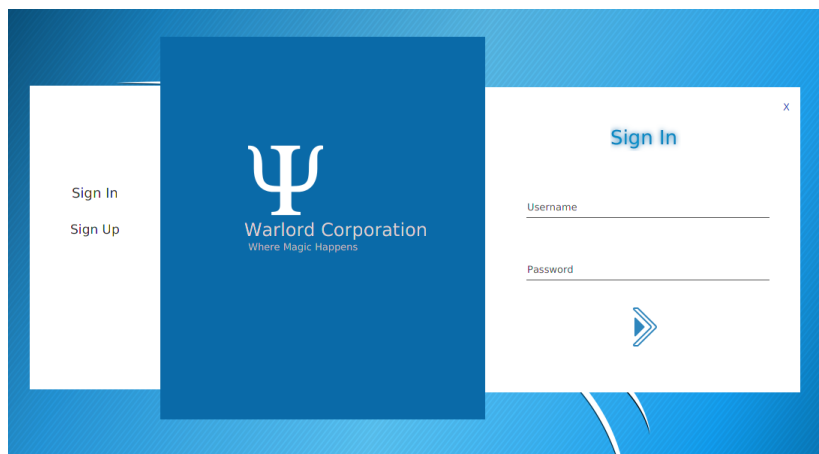 Sign In
Sign Up
Ψ
Warlord Corporation
Where Magic Happens
X
Sign In
Username
Password